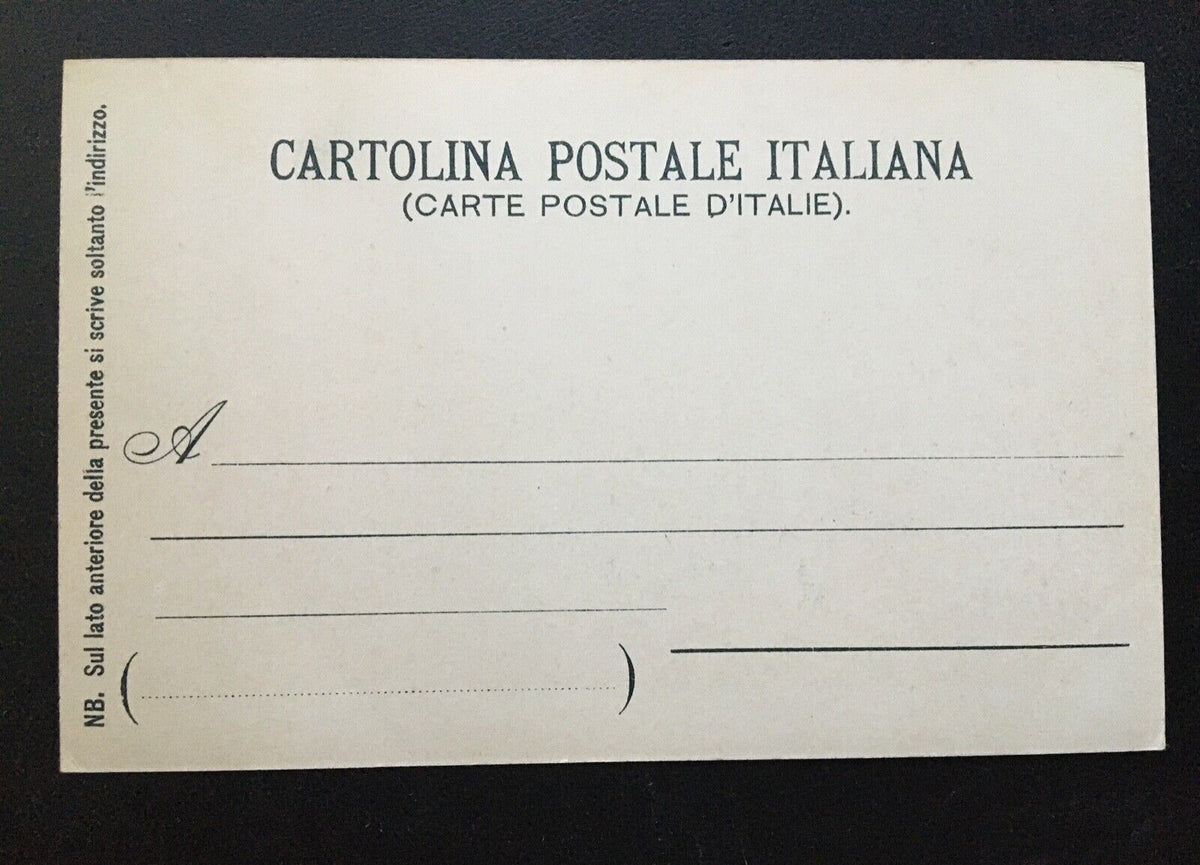 CARTOLINA POSTALE ITALIANA
(CARTE POSTALE D'ITALIE).
A
(
)
NB. Sul lato anteriore della presente si scrive soltanto l'indirizzo.